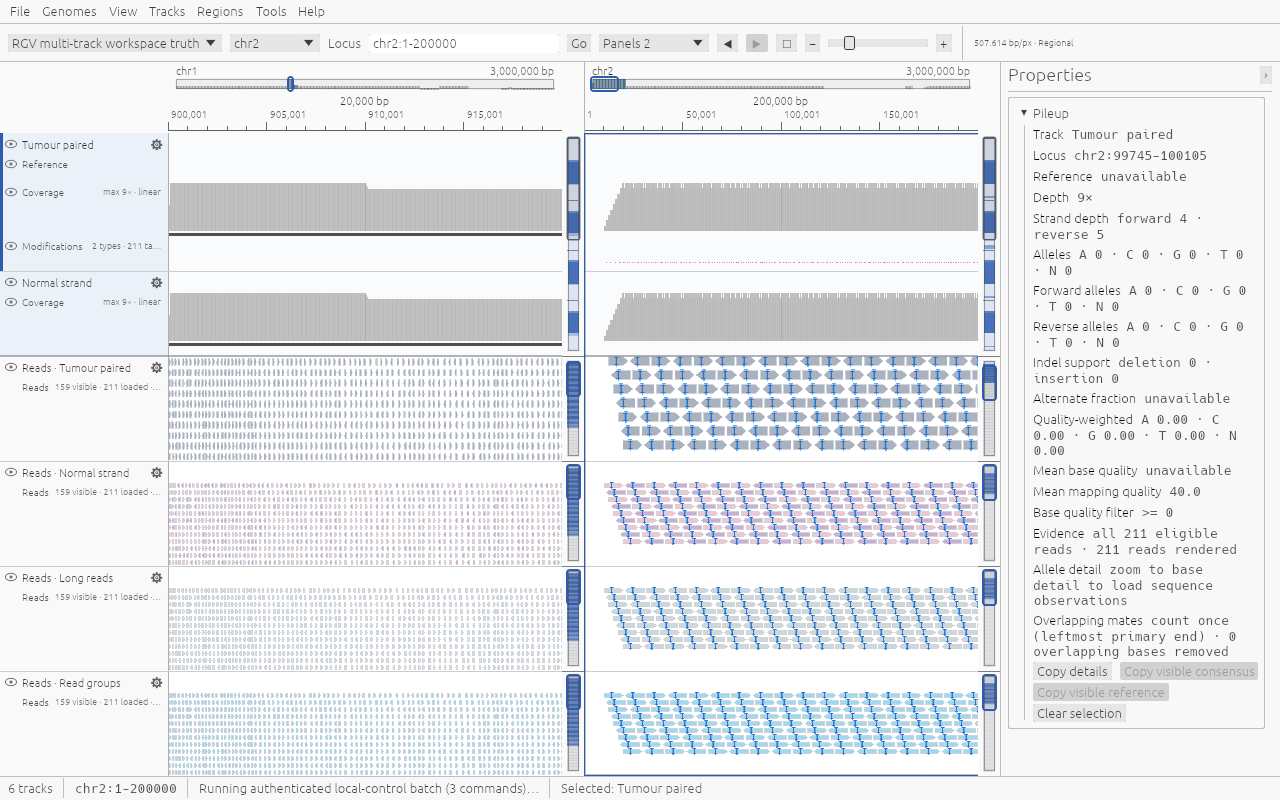 File Genomes View Tracks Regions Tools Help
RGV multi-track workspace truth chr2 Locus chr2:1-200000 Go Panels 2 507.614 bp/px · Regional
chr1 3,000,000 bp chr2 3,000,000 bp
20,000 bp 200,000 bp
900,001 905,001 910,001 915,001 1 50,001 100,001 150,001
Tumour paired
Reference
Coverage max 9× · linear
Modifications 2 types · 211 ta…
Normal strand
Coverage max 9× · linear
Reads · Tumour paired
Reads 159 visible · 211 loaded ·…
Reads · Normal strand
Reads 159 visible · 211 loaded ·…
Reads · Long reads
Reads 159 visible · 211 loaded ·…
Reads · Read groups
Reads 159 visible · 211 loaded ·…
Properties
Pileup
Track Tumour paired
Locus chr2:99745–100105
Reference unavailable
Depth 9×
Strand depth forward 4 ·
reverse 5
Alleles A 0 · C 0 · G 0 · T 0
· N 0
Forward alleles A 0 · C 0 · G 0
· T 0 · N 0
Reverse alleles A 0 · C 0 · G 0
· T 0 · N 0
Indel support deletion 0 ·
insertion 0
Alternate fraction unavailable
Quality-weighted A 0.00 · C
0.00 · G 0.00 · T 0.00 · N
0.00
Mean base quality unavailable
Mean mapping quality 40.0
Base quality filter >= 0
Evidence all 211 eligible
reads · 211 reads rendered
Allele detail zoom to base
detail to load sequence
observations
Overlapping mates count once
(leftmost primary end) · 0
overlapping bases removed
Copy details Copy visible consensus
Copy visible reference
Clear selection
6 tracks chr2:1–200000 Running authenticated local-control batch (3 commands)… Selected: Tumour paired